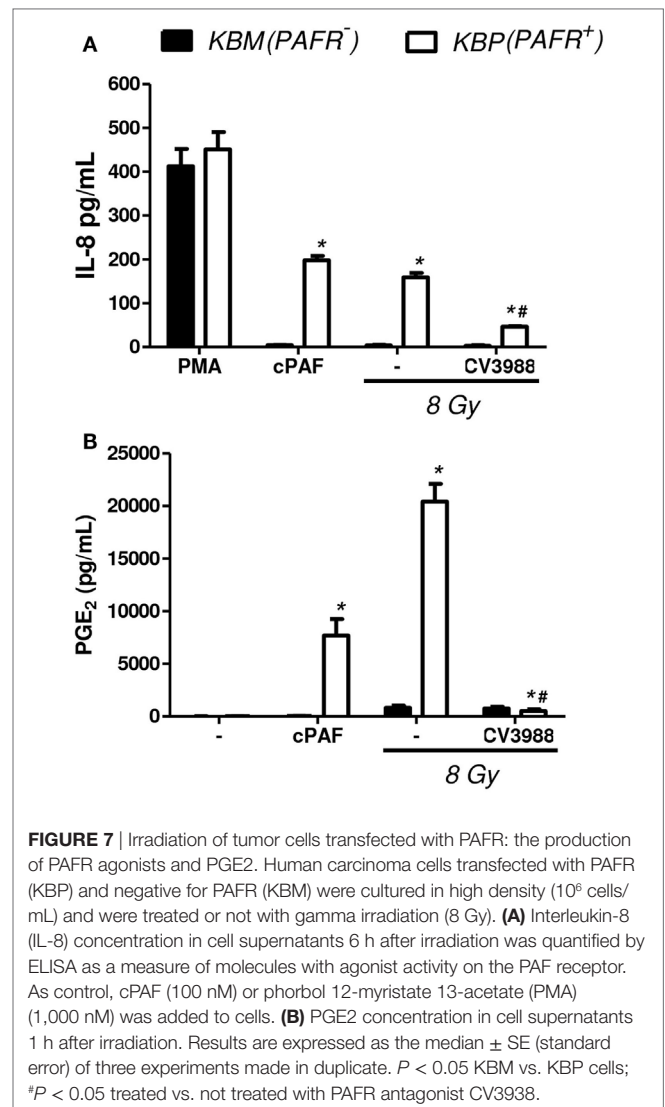 A
KBM(PAFR⁻) KBP(PAFR⁺)
600
500
400
300
200
100
0
IL-8 pg/mL
*
*
*#
PMA cPAF - CV3988
8 Gy
B
25000
20000
15000
10000
5000
0
PGE₂ (pg/mL)
*
*
*#
- cPAF - CV3988
8 Gy
FIGURE 7 | Irradiation of tumor cells transfected with PAFR: the production
of PAFR agonists and PGE2. Human carcinoma cells transfected with PAFR
(KBP) and negative for PAFR (KBM) were cultured in high density (10⁶ cells/
mL) and were treated or not with gamma irradiation (8 Gy). (A) Interleukin-8
(IL-8) concentration in cell supernatants 6 h after irradiation was quantified by
ELISA as a measure of molecules with agonist activity on the PAF receptor.
As control, cPAF (100 nM) or phorbol 12-myristate 13-acetate (PMA)
(1,000 nM) was added to cells. (B) PGE2 concentration in cell supernatants
1 h after irradiation. Results are expressed as the median ± SE (standard
error) of three experiments made in duplicate. P < 0.05 KBM vs. KBP cells;
#P < 0.05 treated vs. not treated with PAFR antagonist CV3938.